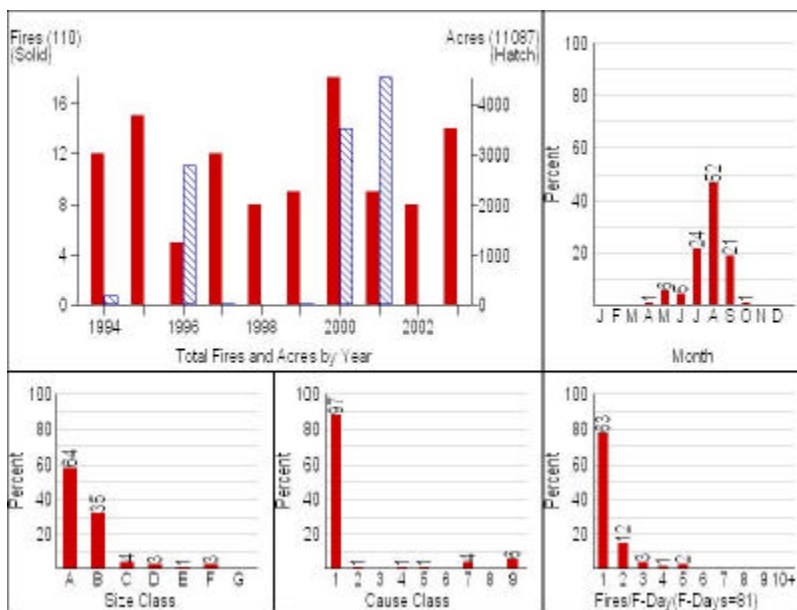 Fires (110)
(Solid)
Acres (11087)
(Hatch)
16
12
8
4
0
4000
3000
2000
1000
0
1994 1996 1998 2000 2002
Total Fires and Acres by Year
100
80
60
40
20
Percent
1 6 5 24 52 21 1
J F M A M J J A S O N D
Month
100
80
60
40
20
Percent
64 35 4 3 1 3
A B C D E F G
Size Class
100
80
60
40
20
Percent
97 1 1 1 4 6
1 2 3 4 5 7 9
Cause Class
100
80
60
40
20
Percent
63 12 3 1 2
1 2 3 4 5 6 7 8 9 10+
Fires/F-Day(F-Days=81)